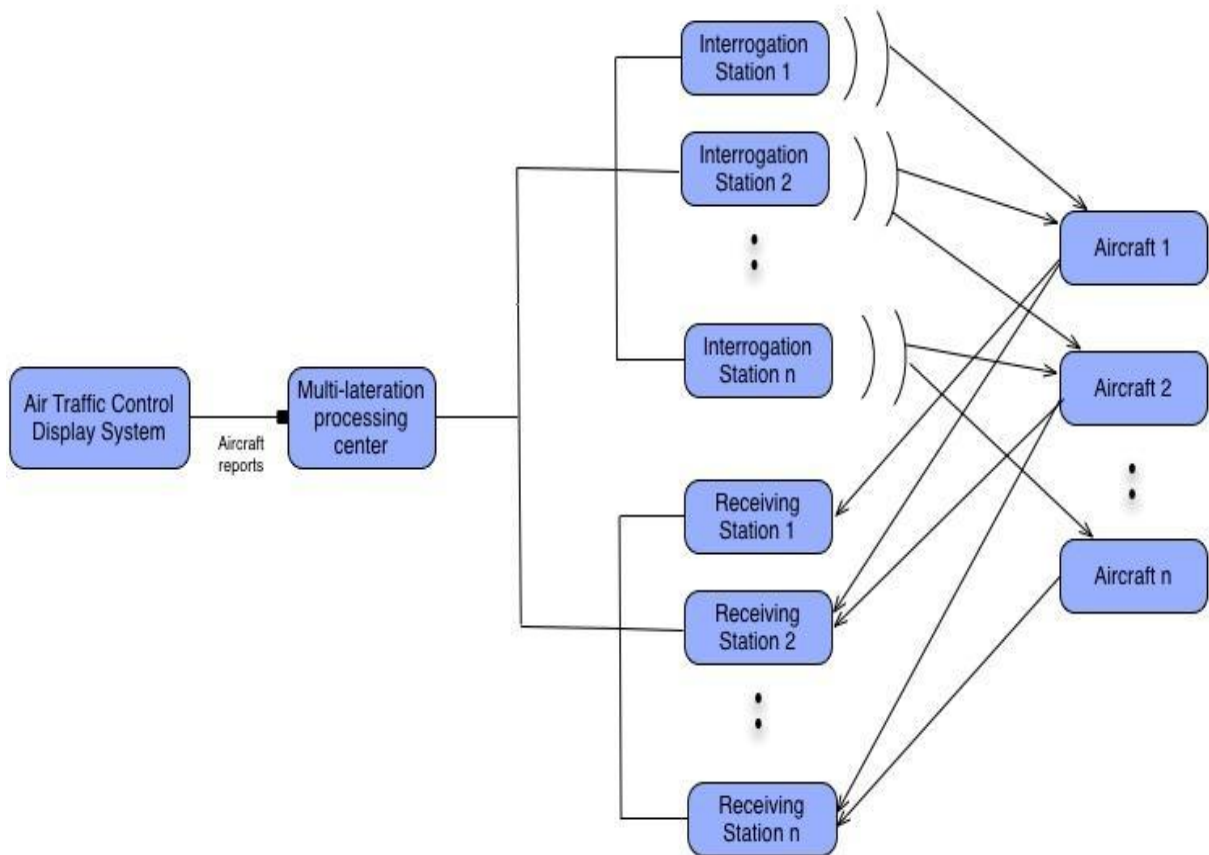 Interrogation
Station 1
Interrogation
Station 2
Aircraft 1
Interrogation
Station n
Aircraft 2
Air Traffic Control
Display System
Aircraft
reports
Multi-lateration
processing
center
Receiving
Station 1
Aircraft n
Receiving
Station 2
Receiving
Station n